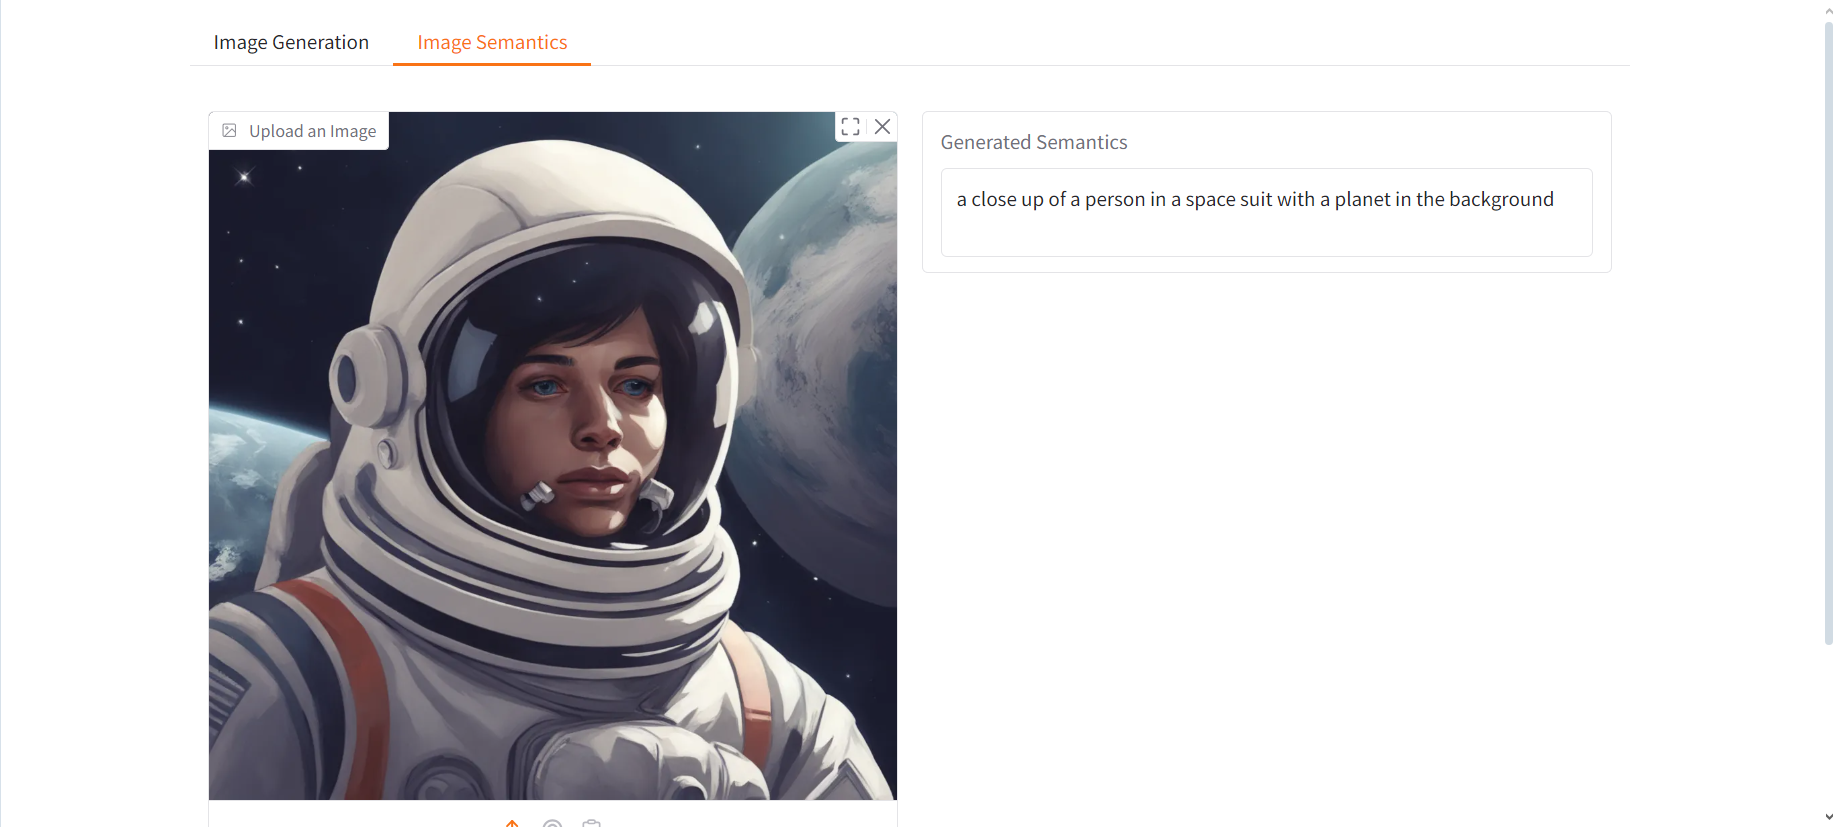 Image Generation
Image Semantics
Upload an Image
Generated Semantics
a close up of a person in a space suit with a planet in the background